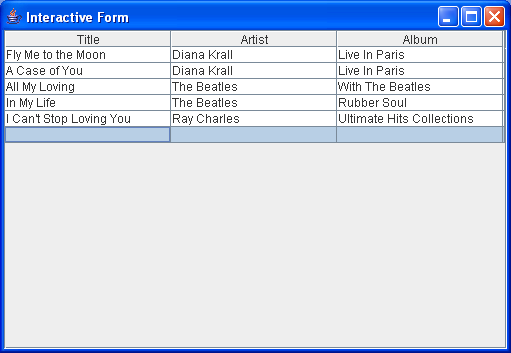 Interactive Form
Title Artist Album
Fly Me to the Moon Diana Krall Live In Paris
A Case of You Diana Krall Live In Paris
All My Loving The Beatles With The Beatles
In My Life The Beatles Rubber Soul
I Can't Stop Loving You Ray Charles Ultimate Hits Collections